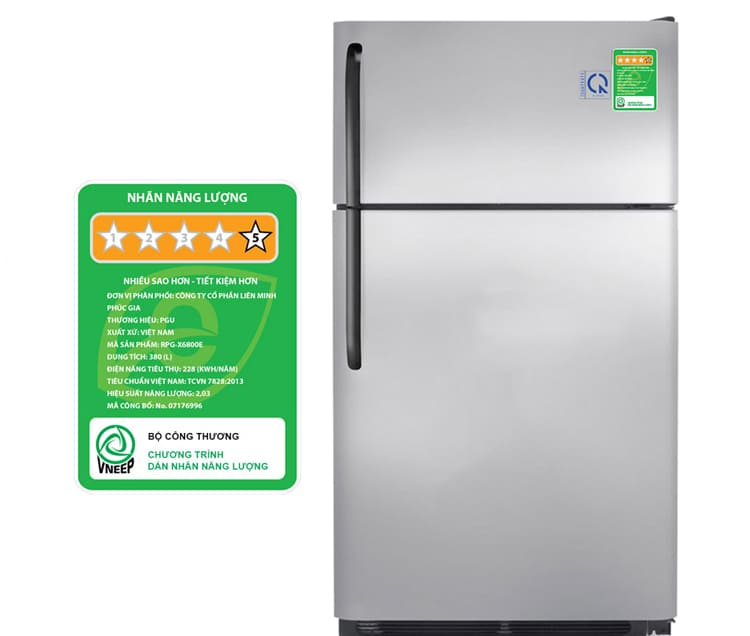 NHÃN NĂNG LƯỢNG
1 2 3 4 5
NHIỀU SAO HƠN - TIẾT KIỆM HƠN
ĐƠN VỊ PHÂN PHỐI: CÔNG TY CỔ PHẦN LIÊN MINH
PHÚC GIA
THƯƠNG HIỆU: PGU
XUẤT XỨ: VIỆT NAM
MÃ SẢN PHẨM: RPG-X6800E
DUNG TÍCH: 380 (L)
ĐIỆN NĂNG TIÊU THỤ: 228 (KWH/NĂM)
TIÊU CHUẨN VIỆT NAM: TCVN 7828:2013
HIỆU SUẤT NĂNG LƯỢNG: 2,03
MÃ CÔNG BỐ: No. 07176996
VNEEP
BỘ CÔNG THƯƠNG
CHƯƠNG TRÌNH
DÁN NHÃN NĂNG LƯỢNG